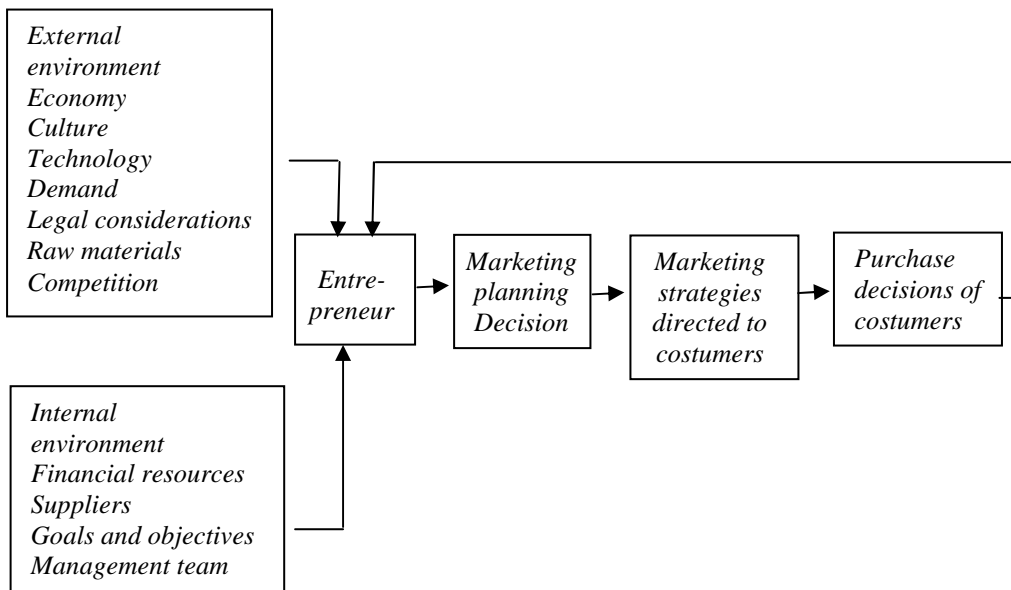 External
environment
Economy
Culture
Technology
Demand
Legal considerations
Raw materials
Competition
Entre-
preneur
Marketing
planning
Decision
Marketing
strategies
directed to
costumers
Purchase
decisions of
costumers
Internal
environment
Financial resources
Suppliers
Goals and objectives
Management team